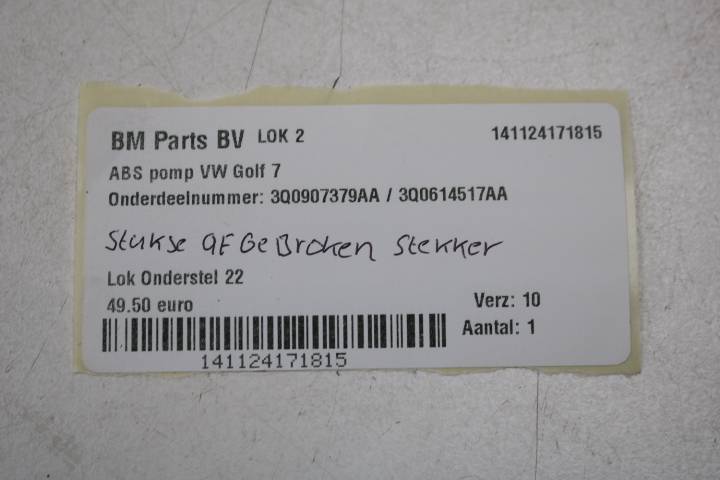 BM Parts BV LOK 2 141124171815
ABS pomp VW Golf 7
Onderdeelnummer: 3Q0907379AA / 3Q0614517AA
Stukje afgebroken stekker
Lok Onderstel 22
49.50 euro Verz: 10
Aantal: 1
141124171815